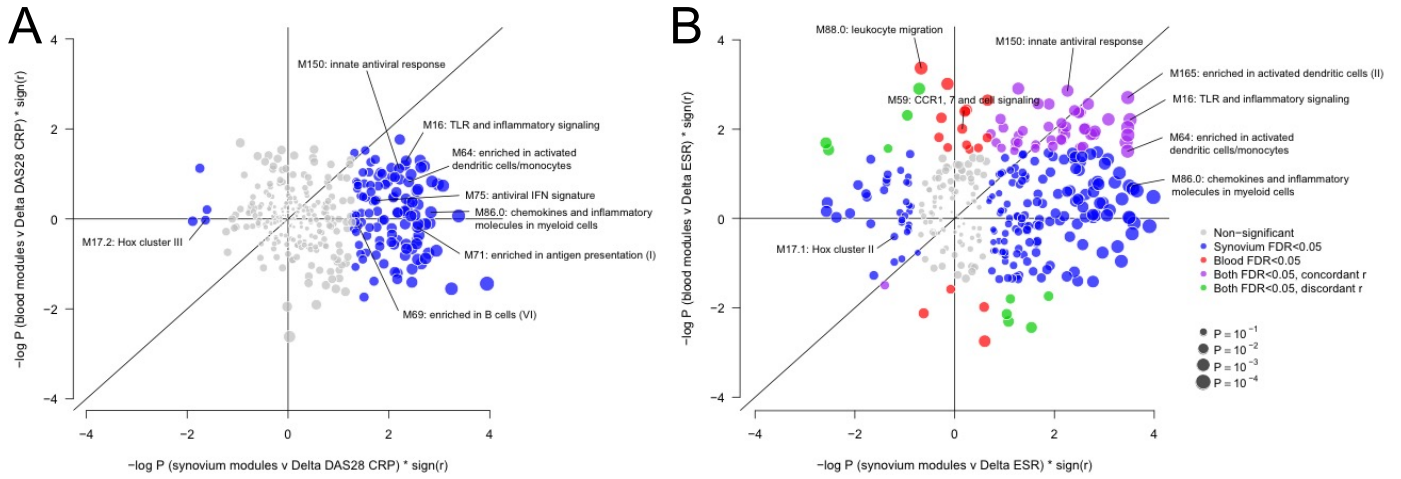 A
−log P (blood modules v Delta DAS28 CRP) * sign(r)
4
2
0
−2
−4
M150: innate antiviral response
M16: TLR and inflammatory signaling
M64: enriched in activated
dendritic cells/monocytes
M75: antiviral IFN signature
M86.0: chemokines and inflammatory
molecules in myeloid cells
M17.2: Hox cluster III
M71: enriched in antigen presentation (I)
M69: enriched in B cells (VI)
−4
−2
0
2
4
−log P (synovium modules v Delta DAS28 CRP) * sign(r)
B
−log P (blood modules v Delta ESR) * sign(r)
4
2
0
−2
−4
M88.0: leukocyte migration
M150: innate antiviral response
M165: enriched in activated dendritic cells (II)
M59: CCR1, 7 and cell signaling
M16: TLR and inflammatory signaling
M64: enriched in activated
dendritic cells/monocytes
M86.0: chemokines and inflammatory
molecules in myeloid cells
M17.1: Hox cluster II
−4
−2
0
2
4
−log P (synovium modules v Delta ESR) * sign(r)
Non−significant
Synovium FDR<0.05
Blood FDR<0.05
Both FDR<0.05, concordant r
Both FDR<0.05, discordant r
P = 10 −1
P = 10 −2
P = 10 −3
P = 10 −4